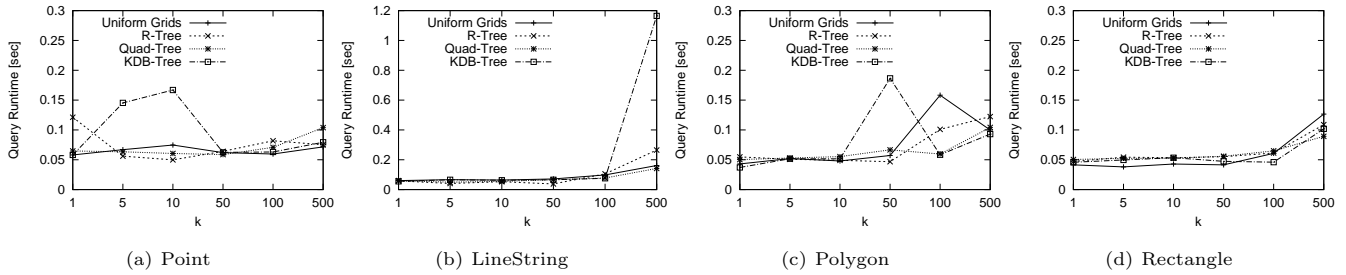 0.3
0.25
0.2
0.15
0.1
0.05
0
Query Runtime [sec]
Uniform Grids
R-Tree
Quad-Tree
KDB-Tree
1 5 10 50 100 500
k
(a) Point
1.2
1
0.8
0.6
0.4
0.2
0
Query Runtime [sec]
Uniform Grids
R-Tree
Quad-Tree
KDB-Tree
1 5 10 50 100 500
k
(b) LineString
0.3
0.25
0.2
0.15
0.1
0.05
0
Query Runtime [sec]
Uniform Grids
R-Tree
Quad-Tree
KDB-Tree
1 5 10 50 100 500
k
(c) Polygon
0.3
0.25
0.2
0.15
0.1
0.05
0
Query Runtime [sec]
Uniform Grids
R-Tree
Quad-Tree
KDB-Tree
1 5 10 50 100 500
k
(d) Rectangle